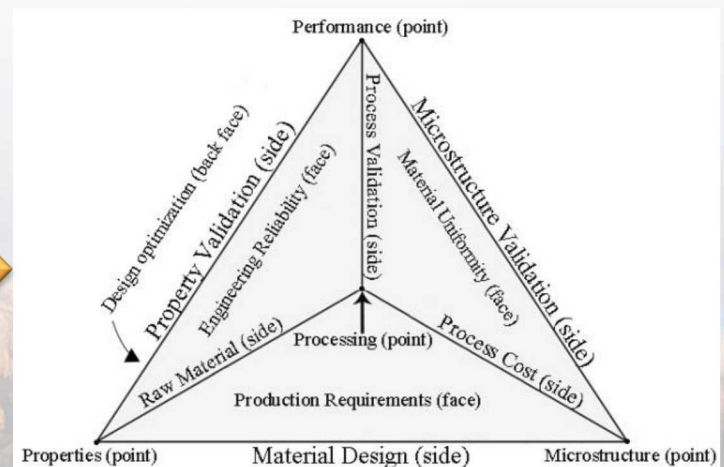 Performance (point)
Design optimization (back face)
Property Validation (side)
Engineering Reliability (face)
Process Validation (side)
Material Uniformity (face)
Microstructure Validation (side)
Raw Material (side)
Processing (point)
Process Cost (side)
Production Requirements (face)
Properties (point)
Material Design (side)
Microstructure (point)